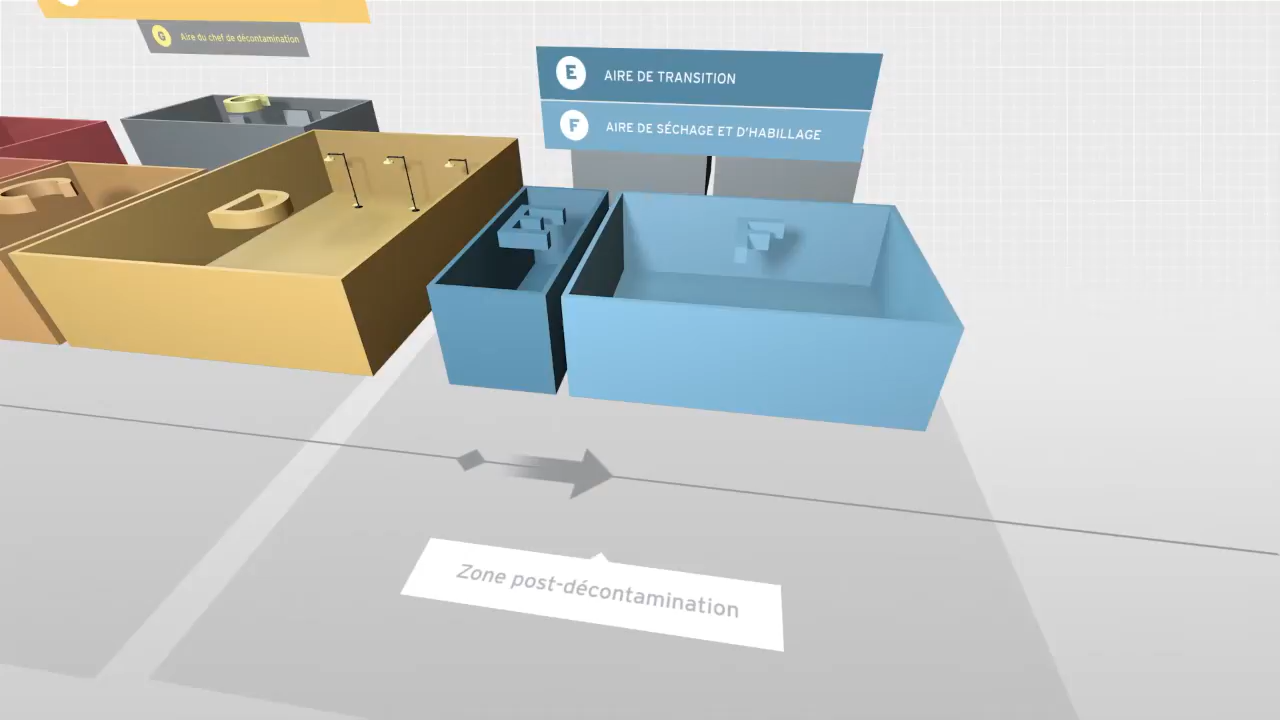 G Aire du chef de décontamination
E AIRE DE TRANSITION
F AIRE DE SÉCHAGE ET D'HABILLAGE
D
E
F
Zone post-décontamination